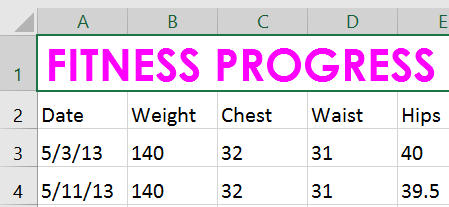 A B C D E
1 FITNESS PROGRESS
2 Date Weight Chest Waist Hips
3 5/3/13 140 32 31 40
4 5/11/13 140 32 31 39.5